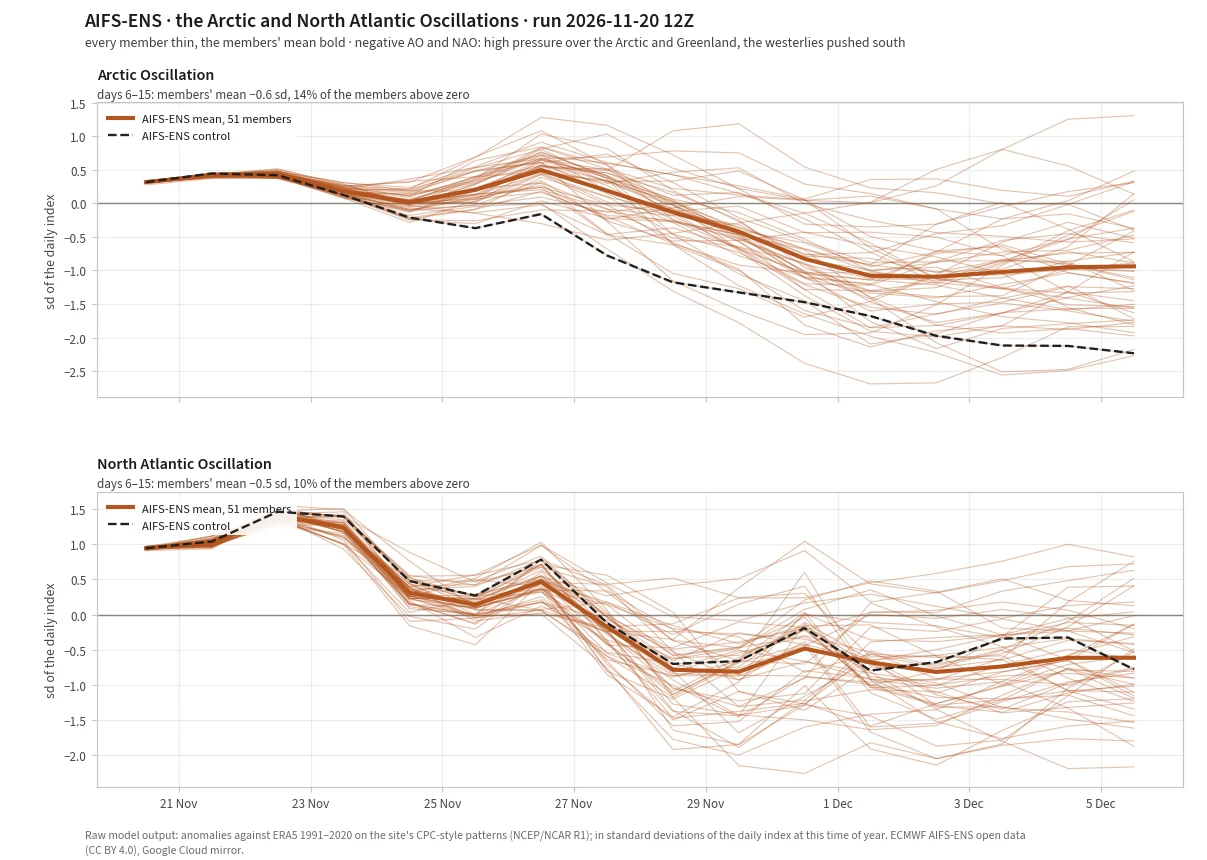 AIFS-ENS · the Arctic and North Atlantic Oscillations · run 2026-11-20 12Z
every member thin, the members' mean bold · negative AO and NAO: high pressure over the Arctic and Greenland, the westerlies pushed south
Arctic Oscillation
days 6–15: members' mean −0.6 sd, 14% of the members above zero
AIFS-ENS mean, 51 members
AIFS-ENS control
sd of the daily index
1.5
1.0
0.5
0.0
−0.5
−1.0
−1.5
−2.0
−2.5
North Atlantic Oscillation
days 6–15: members' mean −0.5 sd, 10% of the members above zero
AIFS-ENS mean, 51 members
AIFS-ENS control
sd of the daily index
1.5
1.0
0.5
0.0
−0.5
−1.0
−1.5
−2.0
21 Nov 23 Nov 25 Nov 27 Nov 29 Nov 1 Dec 3 Dec 5 Dec
Raw model output: anomalies against ERA5 1991–2020 on the site's CPC-style patterns (NCEP/NCAR R1); in standard deviations of the daily index at this time of year. ECMWF AIFS-ENS open data
(CC BY 4.0), Google Cloud mirror.